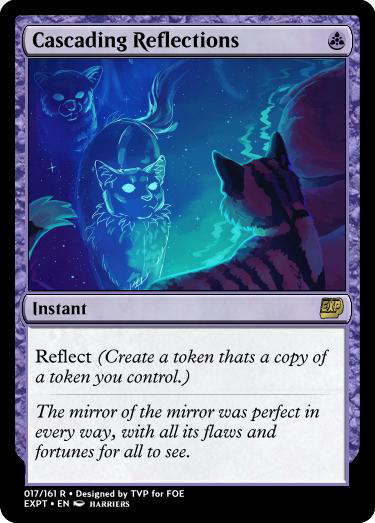 Cascading Reflections
Instant
EXP
Reflect (Create a token thats a copy of
a token you control.)
The mirror of the mirror was perfect in
every way, with all its flaws and
fortunes for all to see.
017/161 R • Designed by TVP for FOE
EXPT • EN HARRIERS